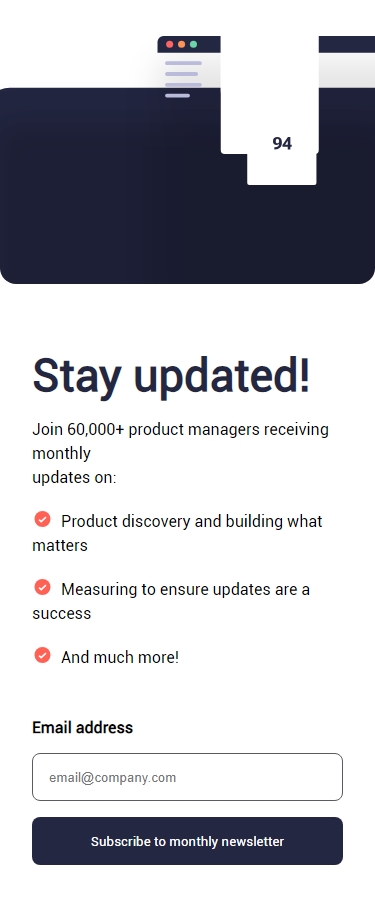 94
Stay updated!
Join 60,000+ product managers receiving
monthly
updates on:
Product discovery and building what
matters
Measuring to ensure updates are a
success
And much more!
Email address
email@company.com
Subscribe to monthly newsletter